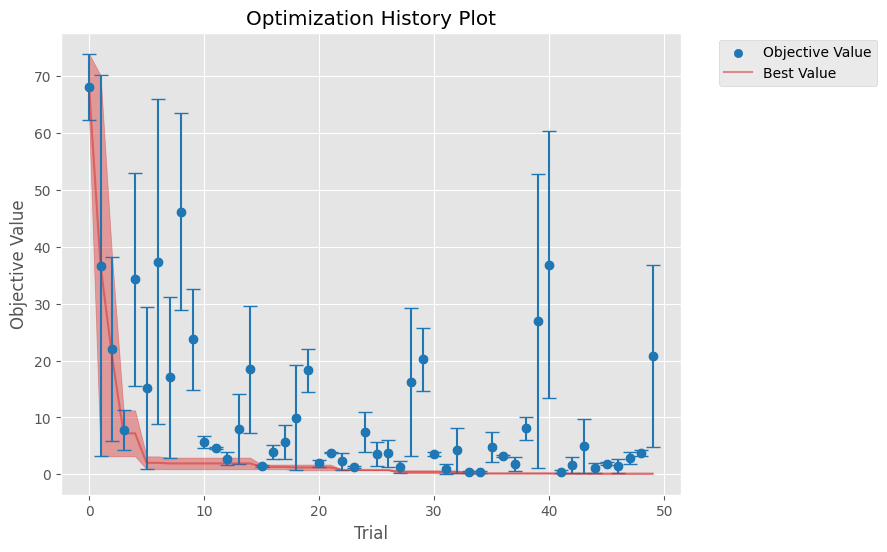 Optimization History Plot
Objective Value
Best Value
Objective Value
70
60
50
40
30
20
10
0
0 10 20 30 40 50
Trial